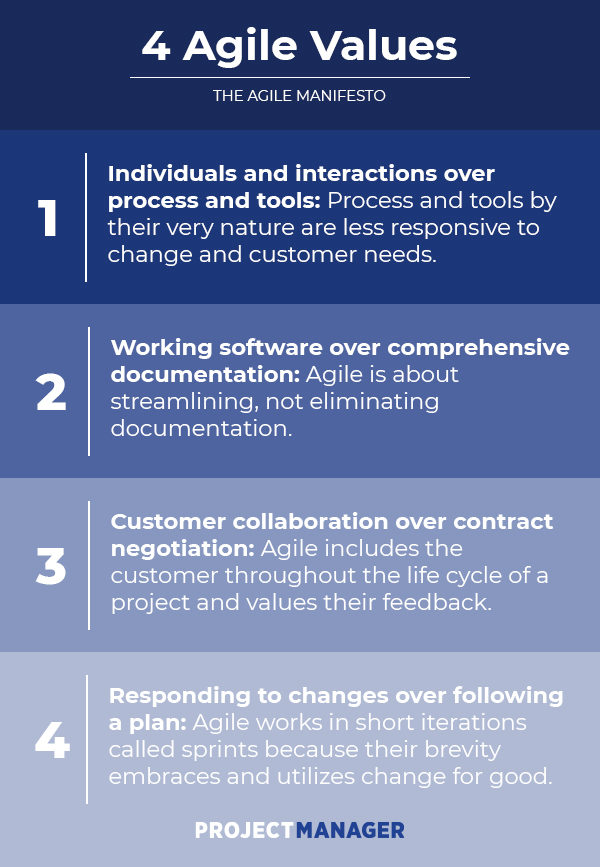 4 Agile Values
THE AGILE MANIFESTO
1
Individuals and interactions over
process and tools: Process and tools by
their very nature are less responsive to
change and customer needs.
2
Working software over comprehensive
documentation: Agile is about
streamlining, not eliminating
documentation.
3
Customer collaboration over contract
negotiation: Agile includes the
customer throughout the life cycle of a
project and values their feedback.
4
Responding to changes over following
a plan: Agile works in short iterations
called sprints because their brevity
embraces and utilizes change for good.
PROJECTMANAGER